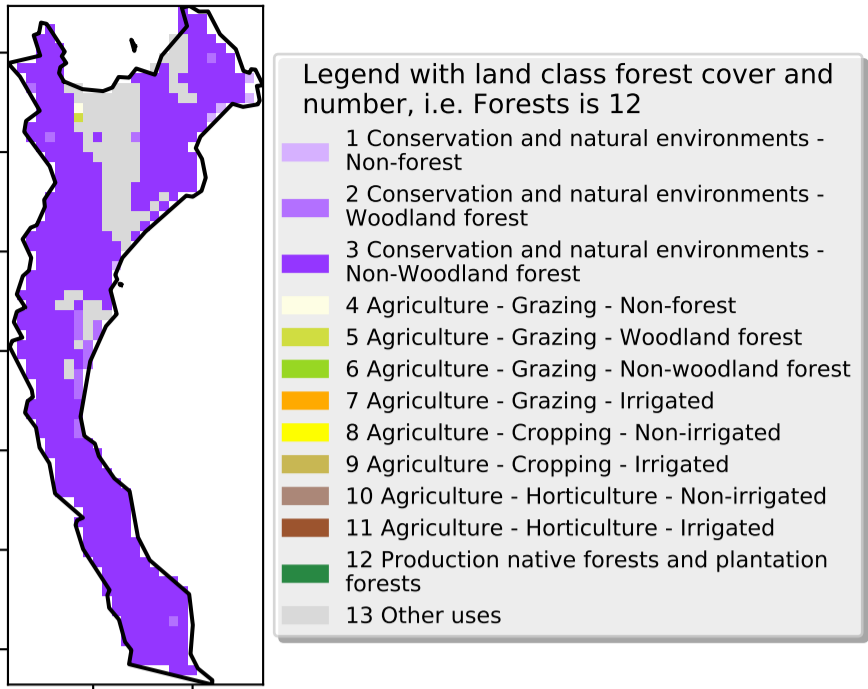 Legend with land class forest cover and
number, i.e. Forests is 12
1 Conservation and natural environments -
Non-forest
2 Conservation and natural environments -
Woodland forest
3 Conservation and natural environments -
Non-Woodland forest
4 Agriculture - Grazing - Non-forest
5 Agriculture - Grazing - Woodland forest
6 Agriculture - Grazing - Non-woodland forest
7 Agriculture - Grazing - Irrigated
8 Agriculture - Cropping - Non-irrigated
9 Agriculture - Cropping - Irrigated
10 Agriculture - Horticulture - Non-irrigated
11 Agriculture - Horticulture - Irrigated
12 Production native forests and plantation
forests
13 Other uses